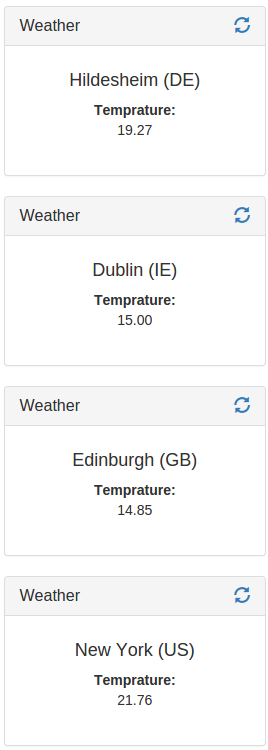 Weather
Hildesheim (DE)
Temprature:
19.27
Weather
Dublin (IE)
Temprature:
15.00
Weather
Edinburgh (GB)
Temprature:
14.85
Weather
New York (US)
Temprature:
21.76